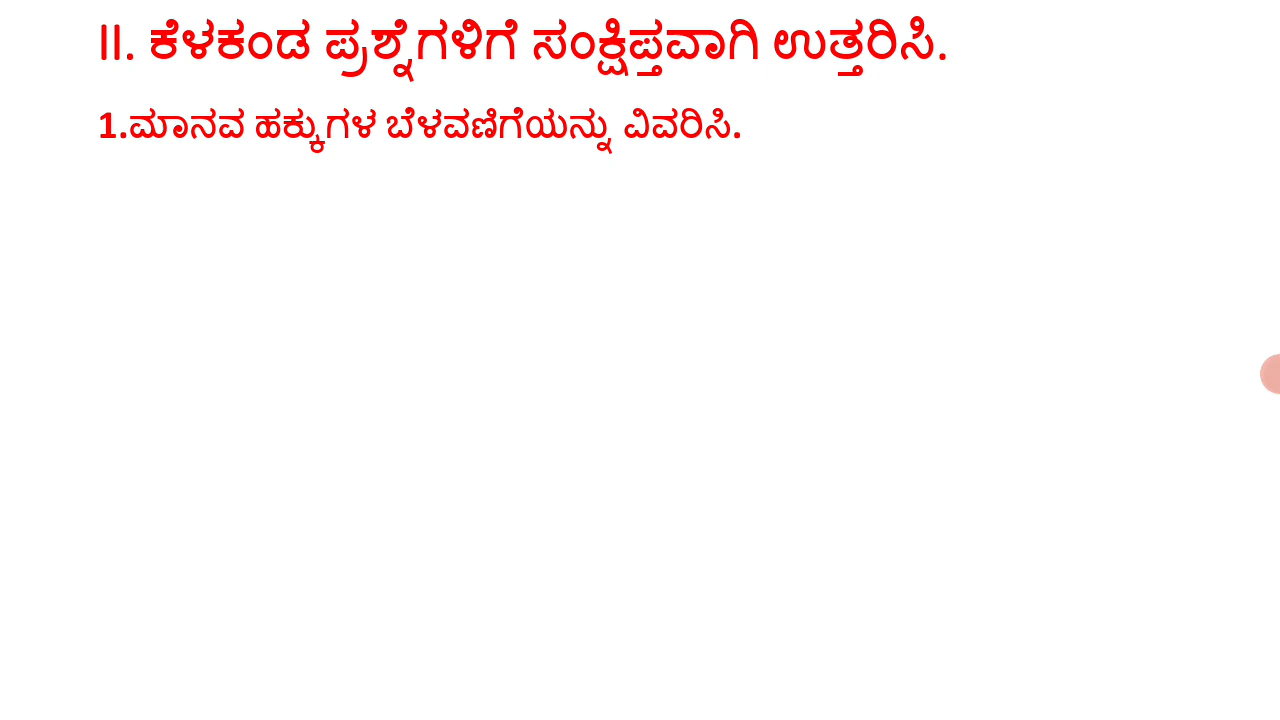 II. ಕೆಳಕಂಡ ಪ್ರಶ್ನೆಗಳಿಗೆ ಸಂಕ್ಷಿಪ್ತವಾಗಿ ಉತ್ತರಿಸಿ.
1.ಮಾನವ ಹಕ್ಕುಗಳ ಬೆಳವಣಿಗೆಯನ್ನು ವಿವರಿಸಿ.